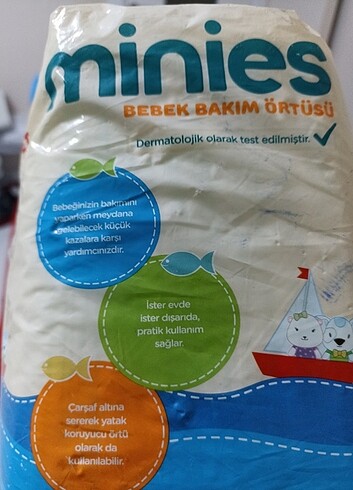 minies
BEBEK BAKIM ÖRTÜSÜ
Dermatolojik olarak test edilmiştir.
Bebeğinizin bakımını
yaparken meydana
gelebilecek küçük
kazalara karşı
yardımcınızdır.
İster evde
ister dışarıda,
pratik kullanım
sağlar.
Çarşaf altına
sererek yatak
koruyucu örtü
olarak da
kullanılabilir.